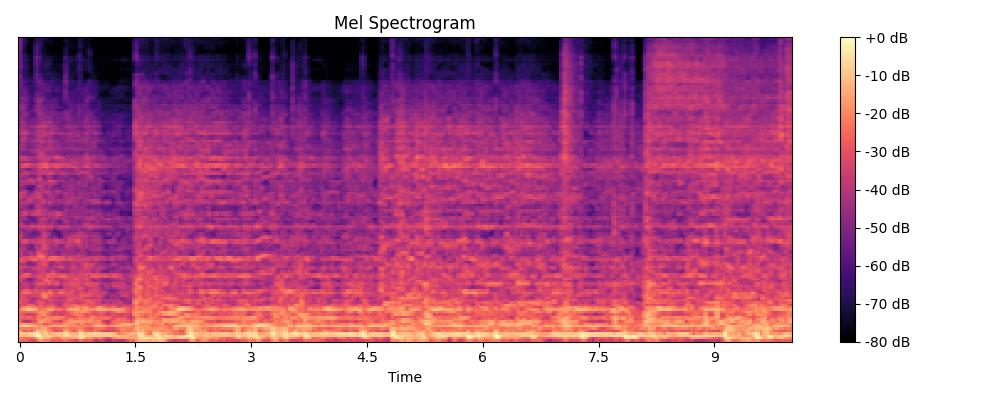 Mel Spectrogram
+0 dB
-10 dB
-20 dB
-30 dB
-40 dB
-50 dB
-60 dB
-70 dB
-80 dB
0 1.5 3 4.5 6 7.5 9
Time